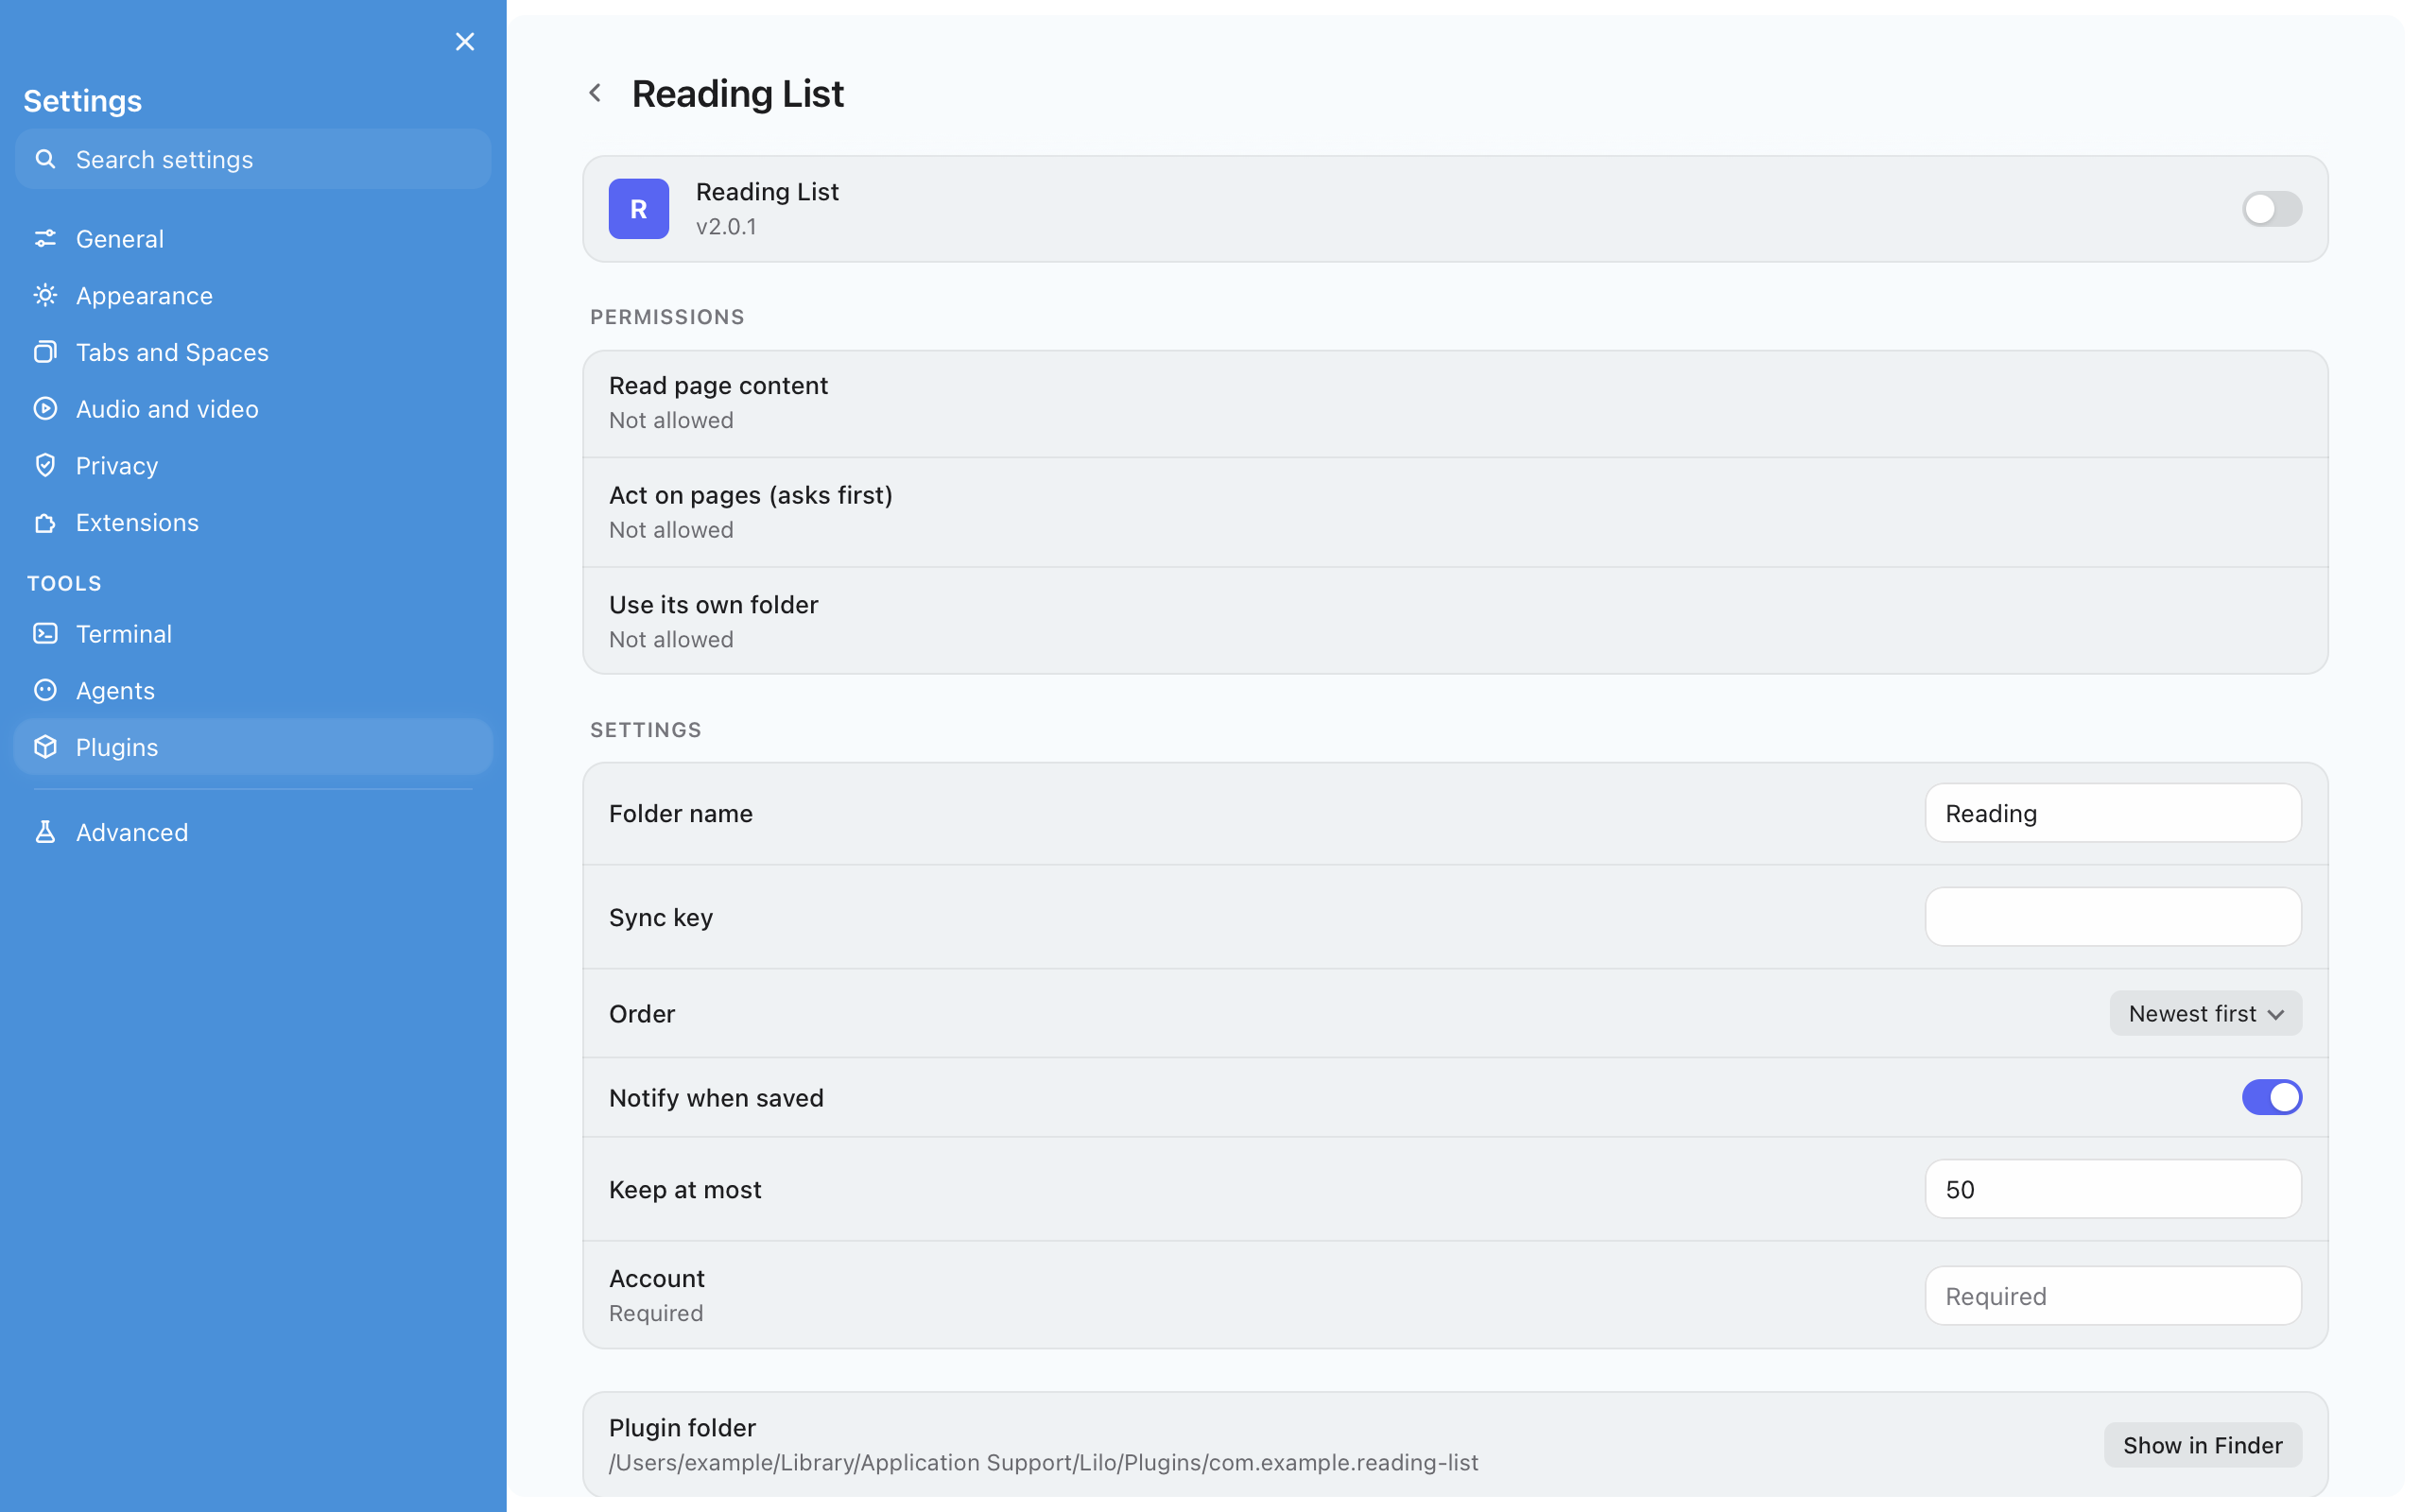 Settings
Search settings
General
Appearance
Tabs and Spaces
Audio and video
Privacy
Extensions
TOOLS
Terminal
Agents
Plugins
Advanced
Reading List
R
Reading List
v2.0.1
PERMISSIONS
Read page content
Not allowed
Act on pages (asks first)
Not allowed
Use its own folder
Not allowed
SETTINGS
Folder name
Reading
Sync key
Order
Newest first
Notify when saved
Keep at most
50
Account
Required
Required
Plugin folder
/Users/example/Library/Application Support/Lilo/Plugins/com.example.reading-list
Show in Finder